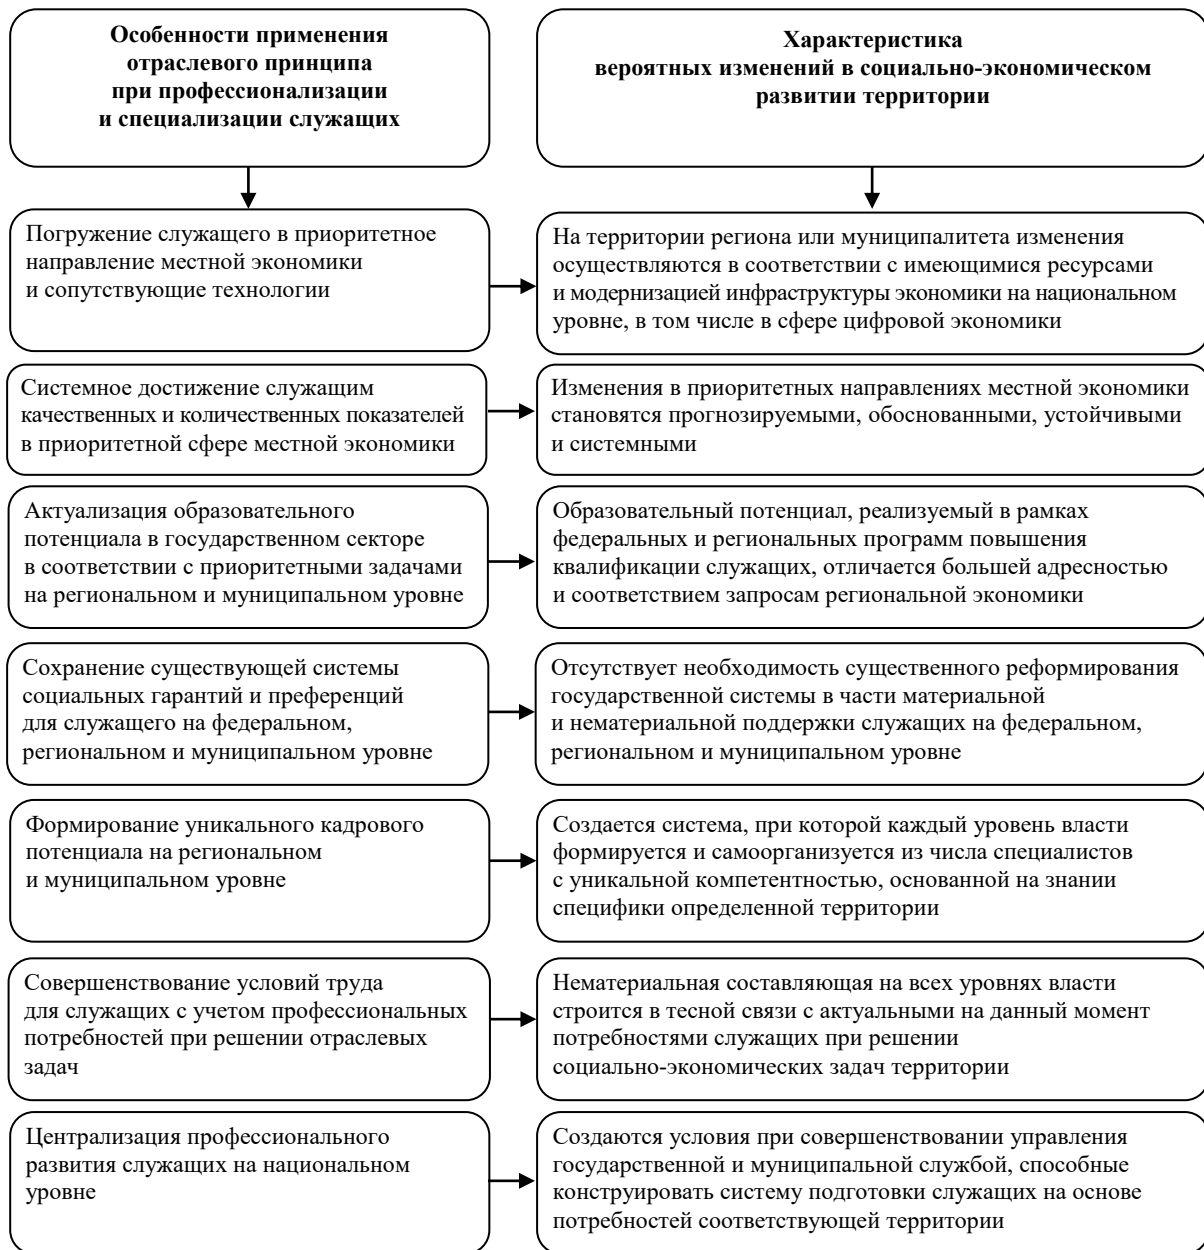 Особенности применения
отраслевого принципа
при профессионализации
и специализации служащих
Характеристика
вероятных изменений в социально-экономическом
развитии территории
Погружение служащего в приоритетное
направление местной экономики
и сопутствующие технологии
На территории региона или муниципалитета изменения
осуществляются в соответствии с имеющимися ресурсами
и модернизацией инфраструктуры экономики на национальном
уровне, в том числе в сфере цифровой экономики
Системное достижение служащим
качественных и количественных показателей
в приоритетной сфере местной экономики
Изменения в приоритетных направлениях местной экономики
становятся прогнозируемыми, обоснованными, устойчивыми
и системными
Актуализация образовательного
потенциала в государственном секторе
в соответствии с приоритетными задачами
на региональном и муниципальном уровне
Образовательный потенциал, реализуемый в рамках
федеральных и региональных программ повышения
квалификации служащих, отличается большей адресностью
и соответствием запросам региональной экономики
Сохранение существующей системы
социальных гарантий и преференций
для служащего на федеральном,
региональном и муниципальном уровне
Отсутствует необходимость существенного реформирования
государственной системы в части материальной
и нематериальной поддержки служащих на федеральном,
региональном и муниципальном уровне
Формирование уникального кадрового
потенциала на региональном
и муниципальном уровне
Создается система, при которой каждый уровень власти
формируется и самоорганизуется из числа специалистов
с уникальной компетентностью, основанной на знании
специфики определенной территории
Совершенствование условий труда
для служащих с учетом профессиональных
потребностей при решении отраслевых
задач
Нематериальная составляющая на всех уровнях власти
строится в тесной связи с актуальными на данный момент
потребностями служащих при решении
социально-экономических задач территории
Централизация профессионального
развития служащих на национальном
уровне
Создаются условия при совершенствовании управления
государственной и муниципальной службой, способные
конструировать систему подготовки служащих на основе
потребностей соответствующей территории